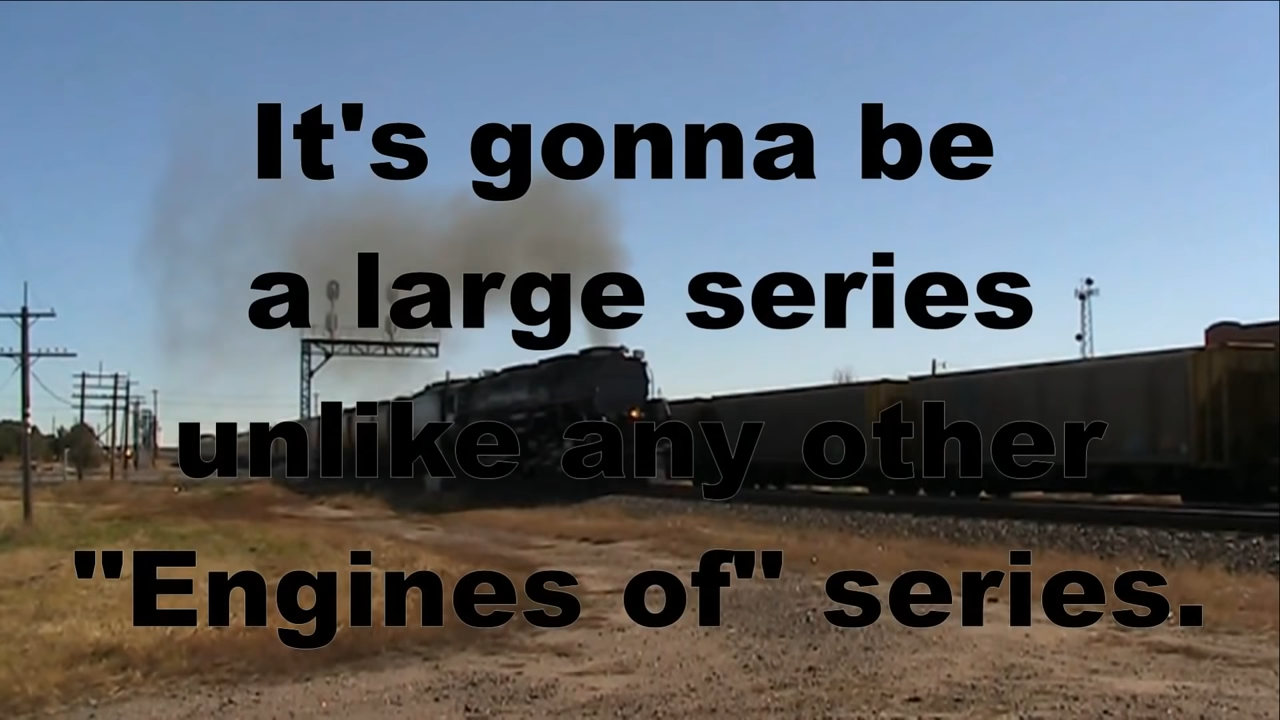 It's gonna be
a large series
unlike any other
"Engines of" series.